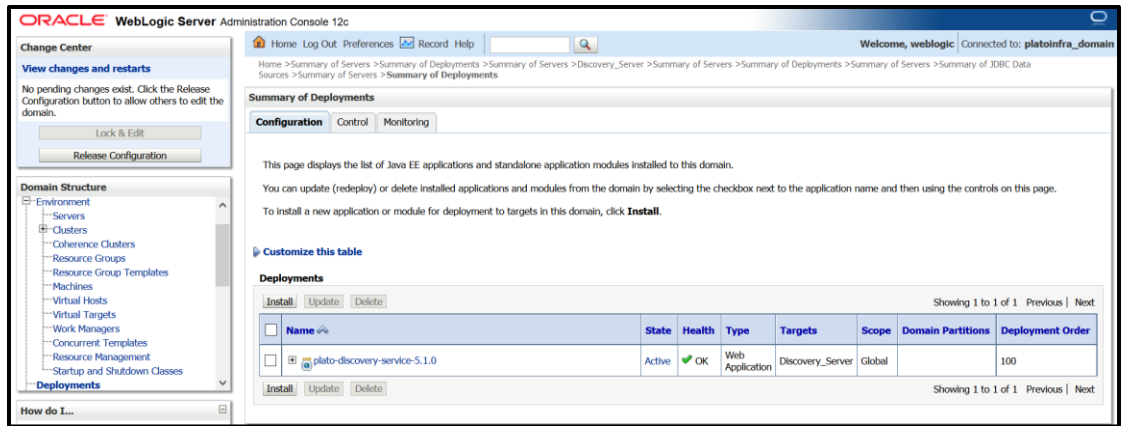 ORACLE WebLogic Server Administration Console 12c
Change Center
View changes and restarts
No pending changes exist. Click the Release
Configuration button to allow others to edit the
domain.
Lock & Edit
Release Configuration
Domain Structure
Environment
Servers
Clusters
Coherence Clusters
Resource Groups
Resource Group Templates
Machines
Virtual Hosts
Virtual Targets
Work Managers
Concurrent Templates
Resource Management
Startup and Shutdown Classes
Deployments
How do I...
Home Log Out Preferences Record Help
Welcome, weblogic Connected to: platoinfra_domain
Home >Summary of Servers >Summary of Deployments >Summary of Servers >Discovery_Server >Summary of Servers >Summary of Deployments >Summary of Servers >Summary of JDBC Data
Sources >Summary of Servers >Summary of Deployments
Summary of Deployments
Configuration Control Monitoring
This page displays the list of Java EE applications and standalone application modules installed to this domain.
You can update (redeploy) or delete installed applications and modules from the domain by selecting the checkbox next to the application name and then using the controls on this page.
To install a new application or module for deployment to targets in this domain, click Install.
Customize this table
Deployments
Install Update Delete Showing 1 to 1 of 1 Previous | Next
Name State Health Type Targets Scope Domain Partitions Deployment Order
plato-discovery-service-5.1.0 Active OK Web Application Discovery_Server Global 100
Install Update Delete Showing 1 to 1 of 1 Previous | Next